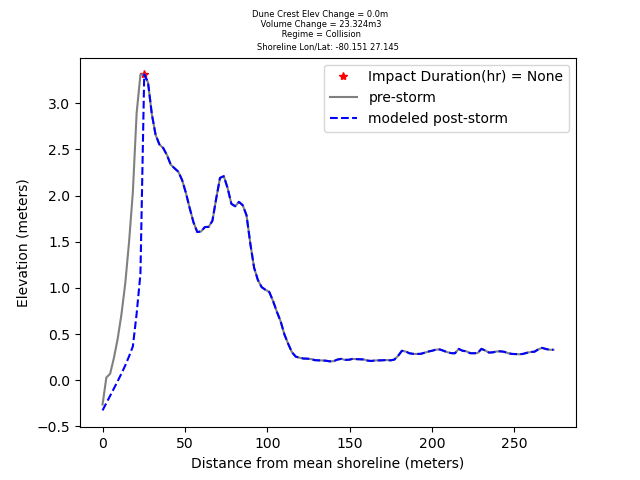 Dune Crest Elev Change = 0.0m
Volume Change = 23.324m3
Regime = Collision
Shoreline Lon/Lat: -80.151 27.145
Impact Duration(hr) = None
pre-storm
modeled post-storm
Elevation (meters)
3.0
2.5
2.0
1.5
1.0
0.5
0.0
−0.5
0 50 100 150 200 250
Distance from mean shoreline (meters)